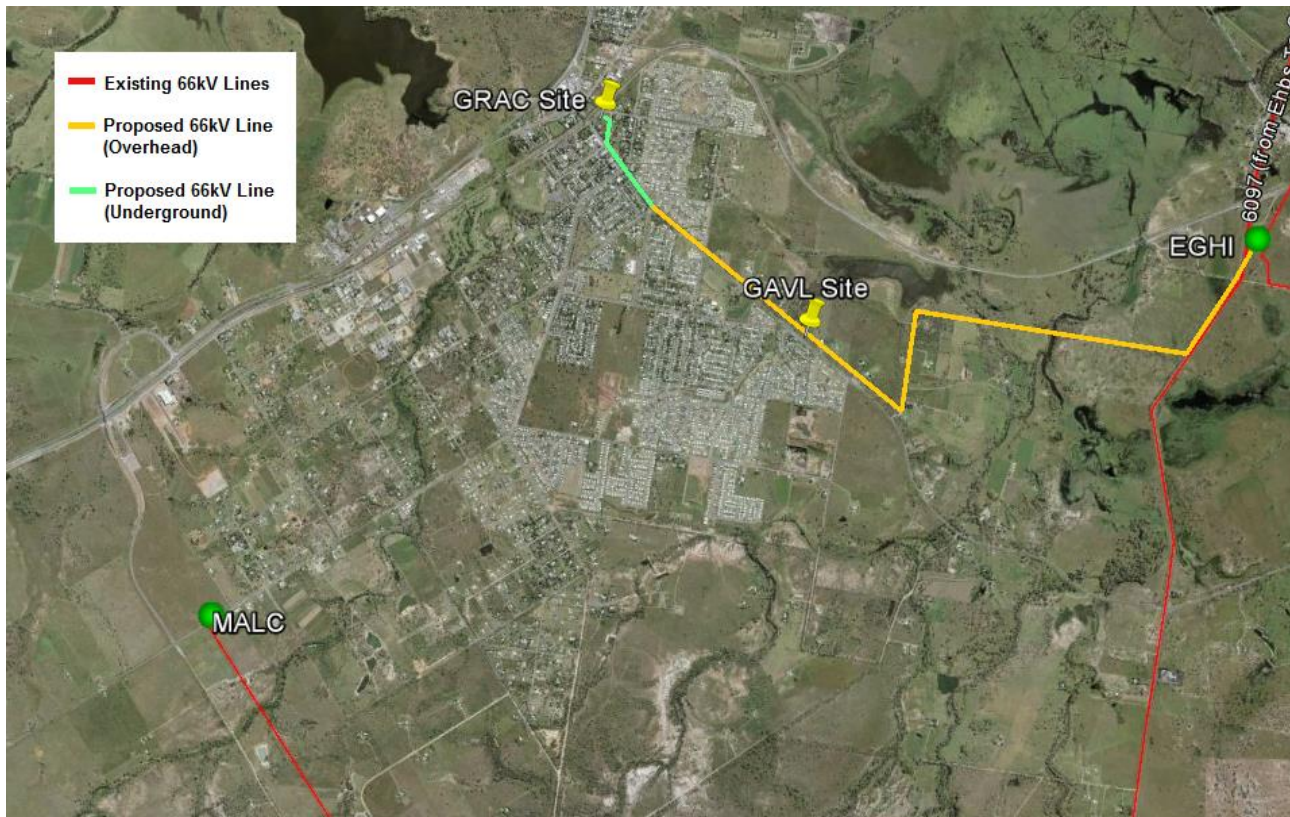 Existing 66kV Lines
Proposed 66kV Line
(Overhead)
Proposed 66kV Line
(Underground)
GRAC Site
GAVL Site
EGHI
6097 (from Ehbs
MALC